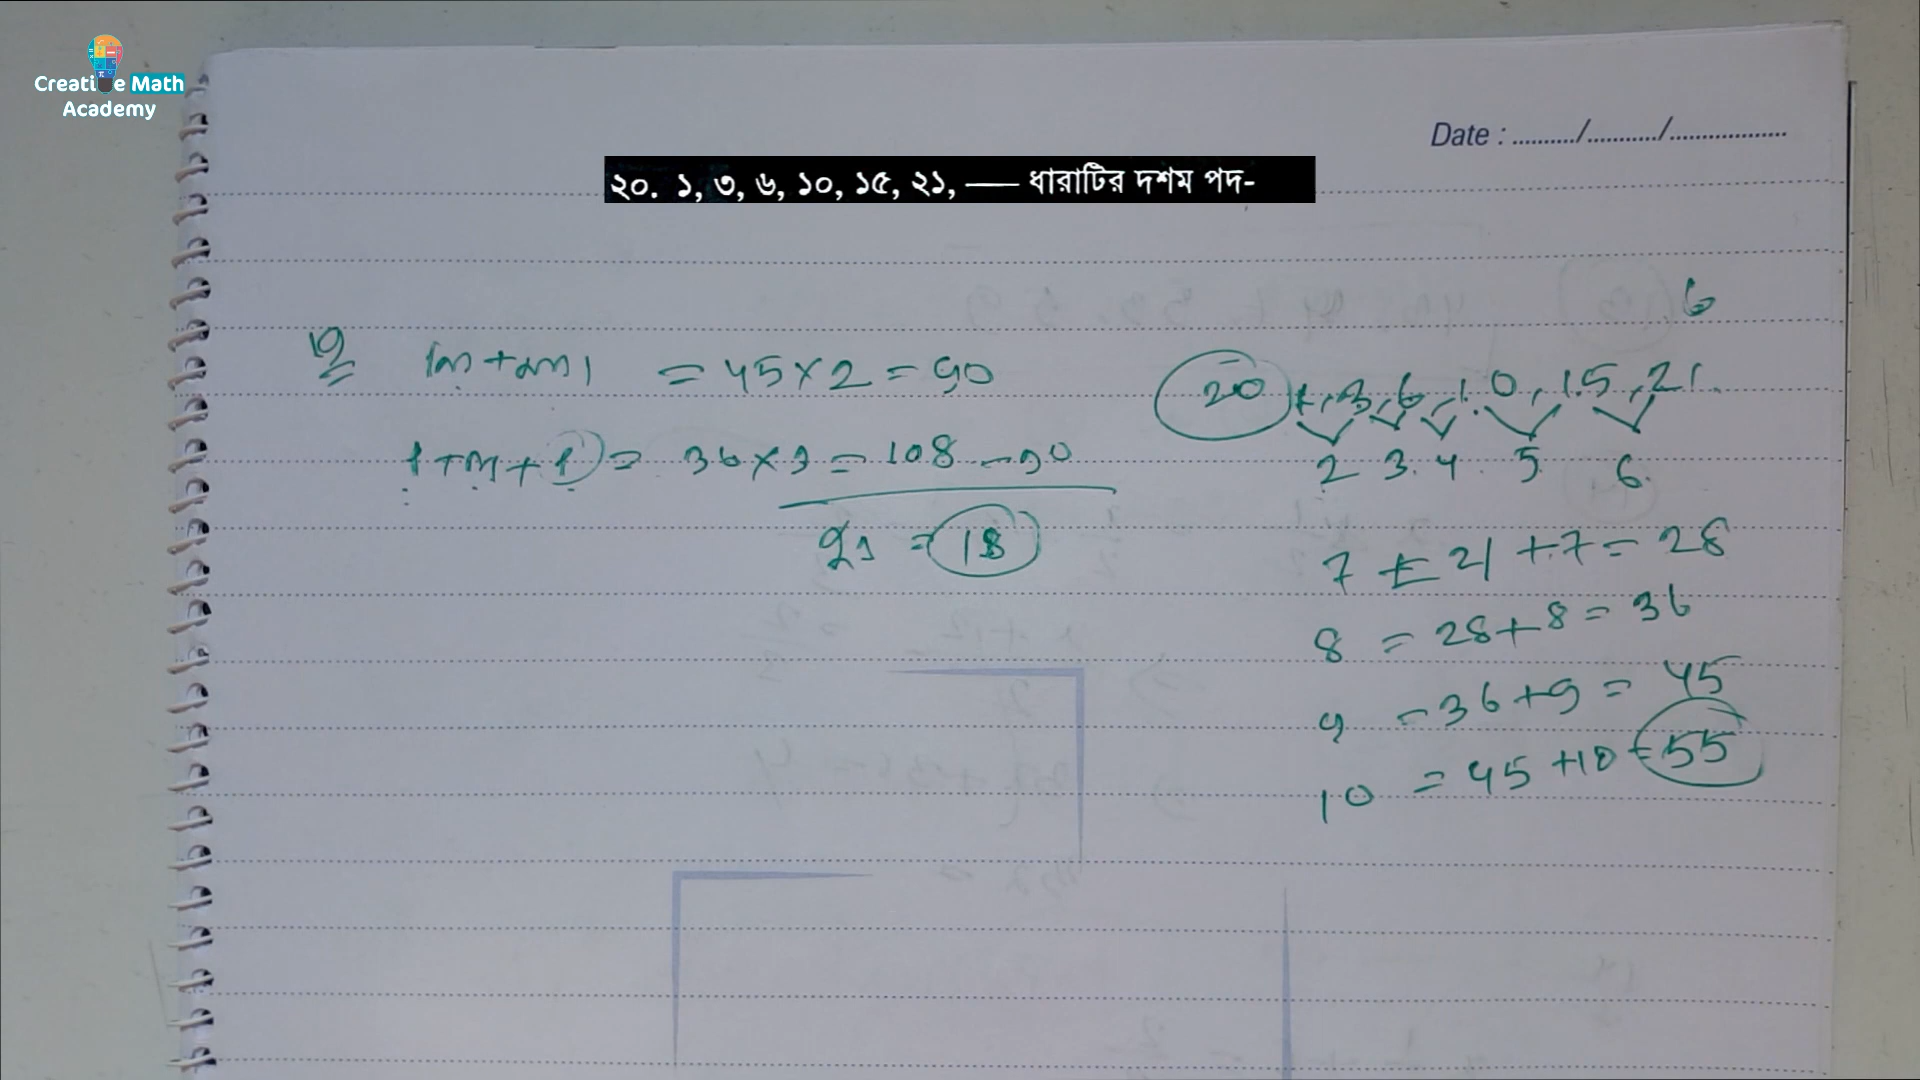 Creative Math
Academy
Date : ........../.........../.................
২০. ১, ৩, ৬, ১০, ১৫, ২১, —— ধারাটির দশম পদ-
6
19
= 45 × 2 = 90
20 1, 3, 6, 10, 15, 21
= 36 × 3 = 108 - 90
2 3 4 5 6
= 18
7 = 21 + 7 = 28
8 = 28 + 8 = 36
9 = 36 + 9 = 45
10 = 45 + 10 = 55